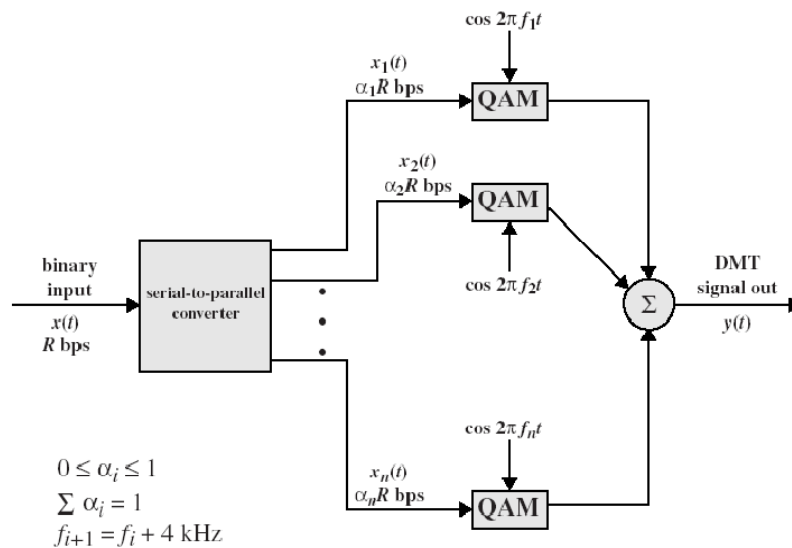 cos 2πf₁t
x₁(t)
α₁R bps
QAM
x₂(t)
α₂R bps
QAM
cos 2πf₂t
binary
input
x(t)
R bps
serial-to-parallel
converter
Σ
DMT
signal out
y(t)
cos 2πfₙt
xₙ(t)
αₙR bps
QAM
0 ≤ αᵢ ≤ 1
Σ αᵢ = 1
fᵢ₊₁ = fᵢ + 4 kHz